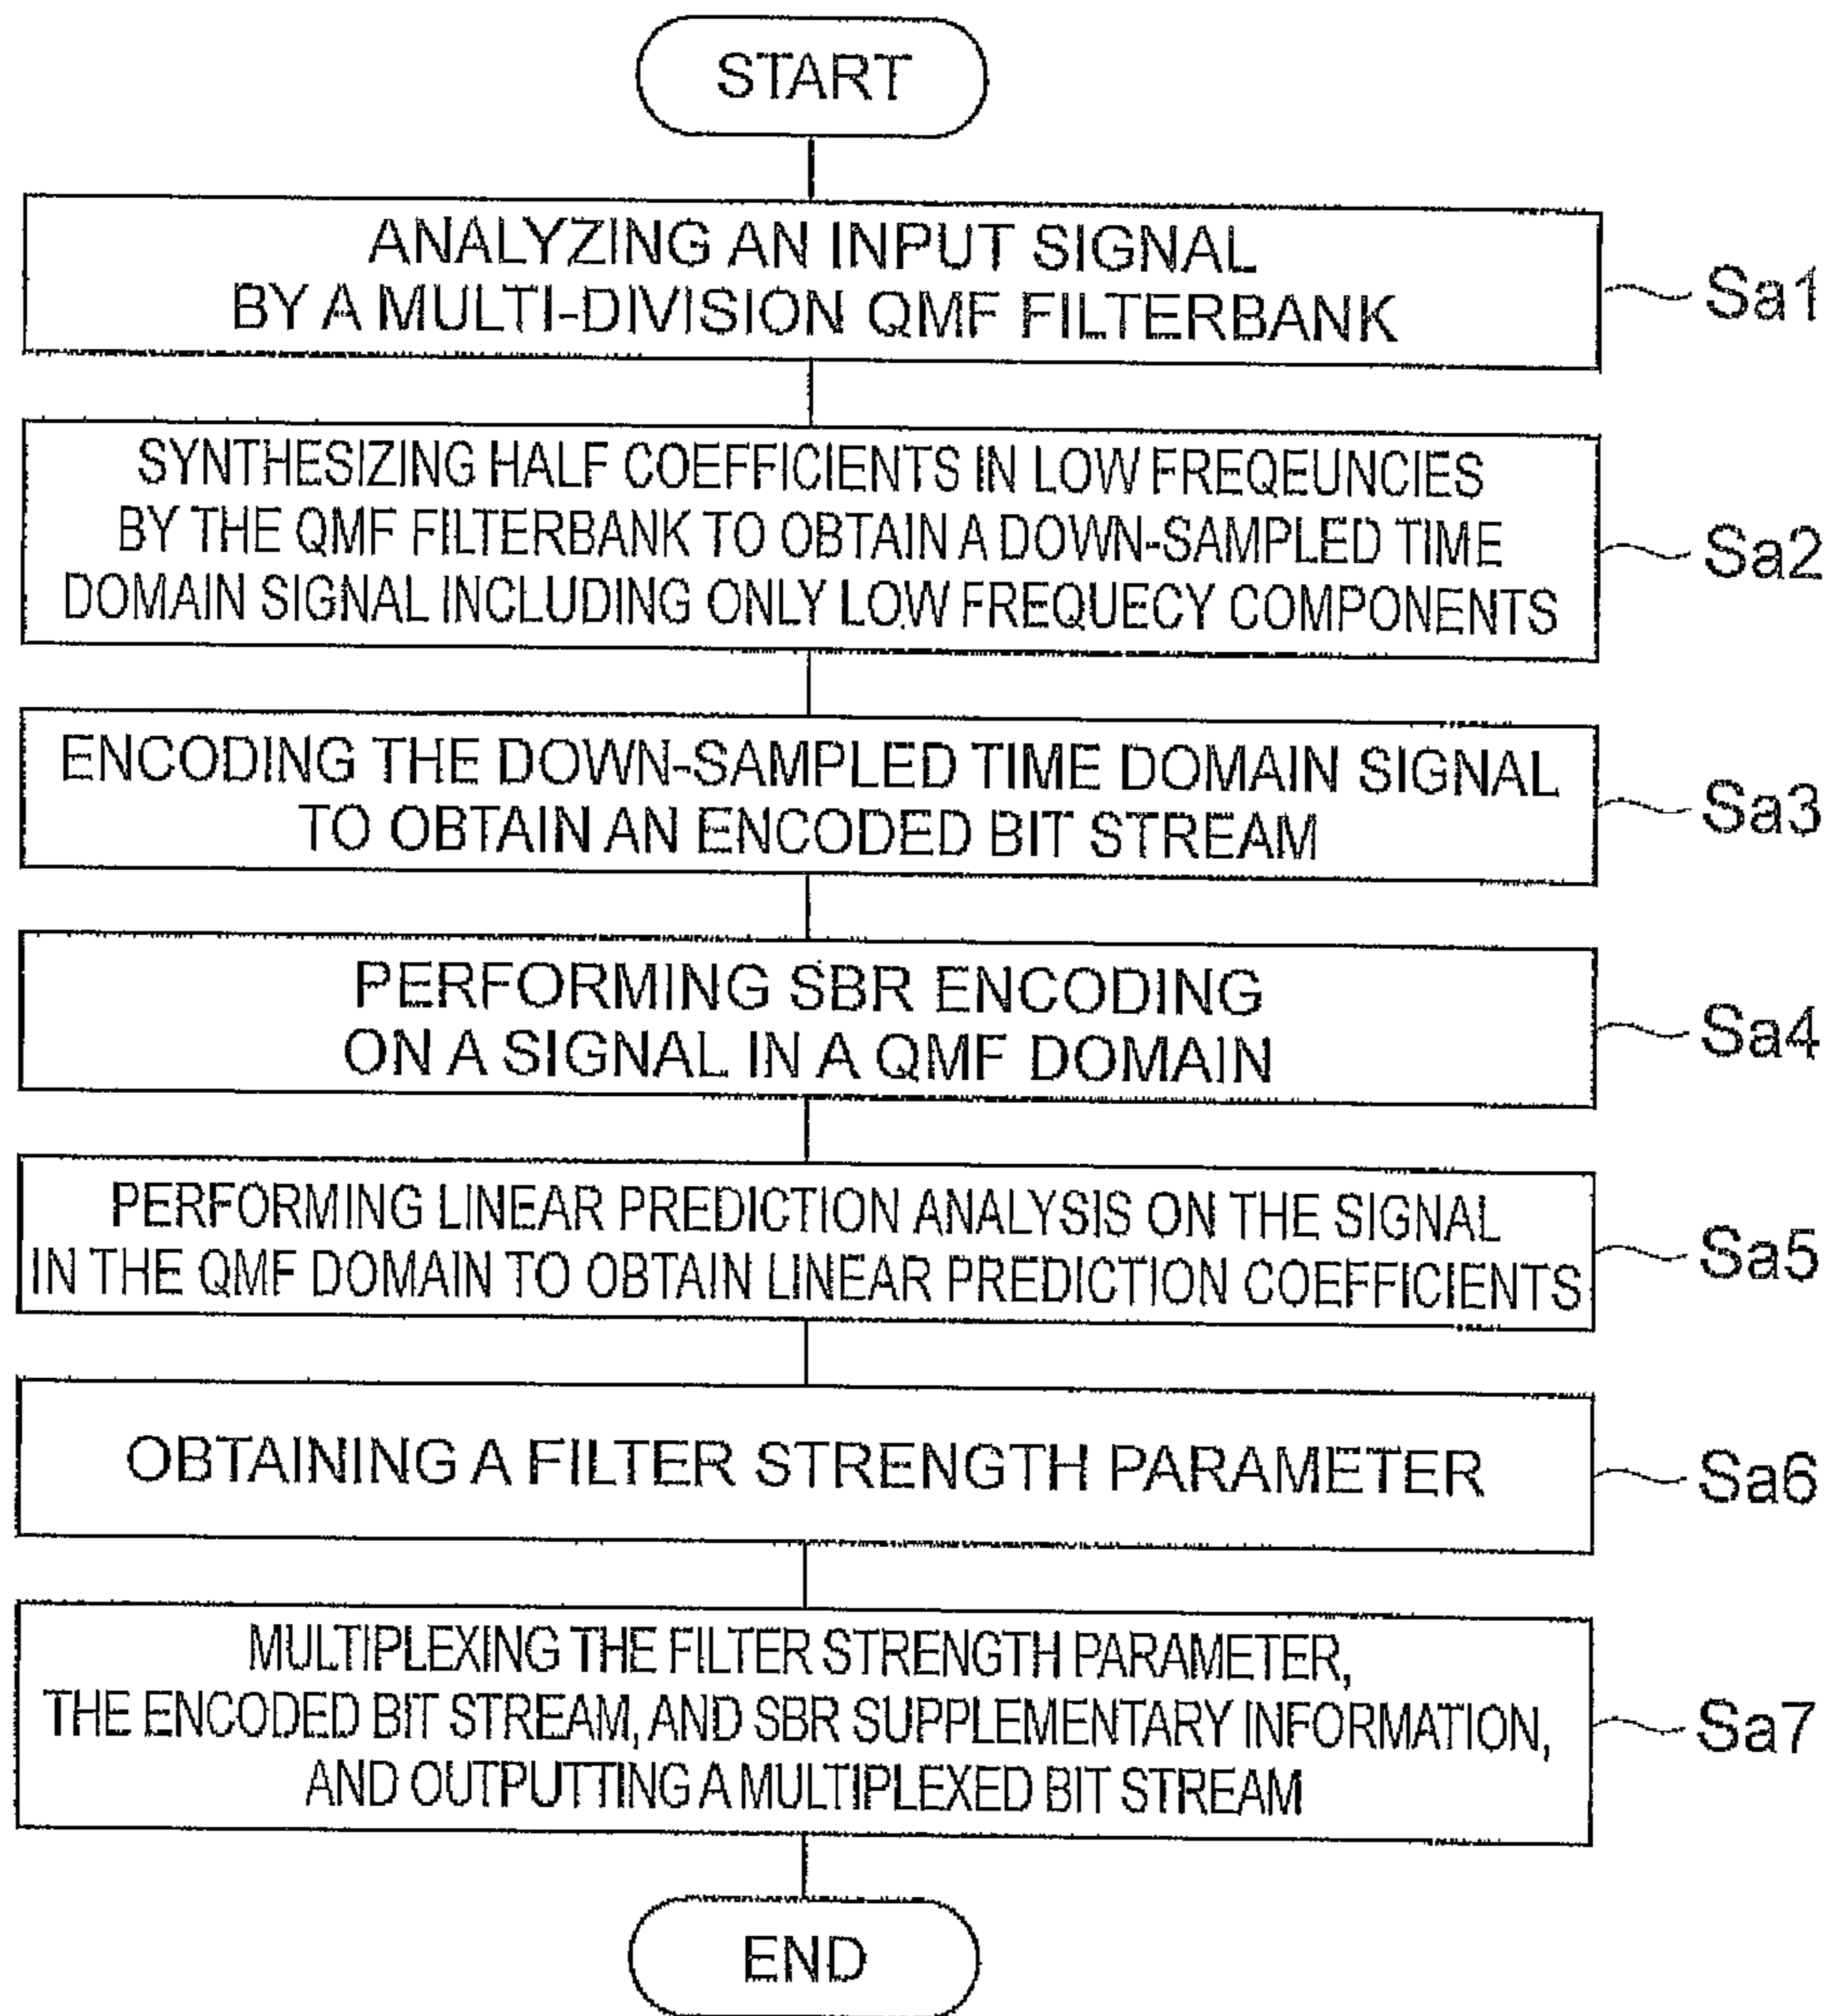 START
ANALYZING AN INPUT SIGNAL
BY A MULTI-DIVISION QMF FILTERBANK
Sa1
SYNTHESIZING HALF COEFFICIENTS IN LOW FREQEUNCIES
BY THE QMF FILTERBANK TO OBTAIN A DOWN-SAMPLED TIME
DOMAIN SIGNAL INCLUDING ONLY LOW FREQUECY COMPONENTS
Sa2
ENCODING THE DOWN-SAMPLED TIME DOMAIN SIGNAL
TO OBTAIN AN ENCODED BIT STREAM
Sa3
PERFORMING SBR ENCODING
ON A SIGNAL IN A QMF DOMAIN
Sa4
PERFORMING LINEAR PREDICTION ANALYSIS ON THE SIGNAL
IN THE QMF DOMAIN TO OBTAIN LINEAR PREDICTION COEFFICIENTS
Sa5
OBTAINING A FILTER STRENGTH PARAMETER
Sa6
MULTIPLEXING THE FILTER STRENGTH PARAMETER,
THE ENCODED BIT STREAM, AND SBR SUPPLEMENTARY INFORMATION,
AND OUTPUTTING A MULTIPLEXED BIT STREAM
Sa7
END